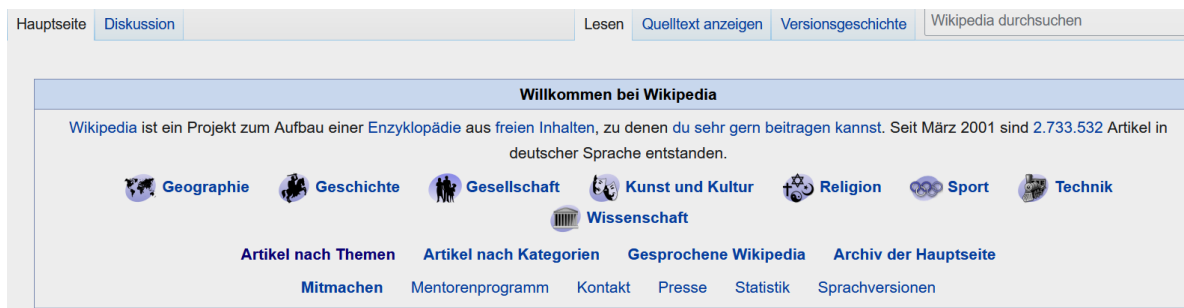 Hauptseite Diskussion Lesen Quelltext anzeigen Versionsgeschichte Wikipedia durchsuchen
Willkommen bei Wikipedia
Wikipedia ist ein Projekt zum Aufbau einer Enzyklopädie aus freien Inhalten, zu denen du sehr gern beitragen kannst. Seit März 2001 sind 2.733.532 Artikel in
deutscher Sprache entstanden.
Geographie Geschichte Gesellschaft Kunst und Kultur Religion Sport Technik
Wissenschaft
Artikel nach Themen Artikel nach Kategorien Gesprochene Wikipedia Archiv der Hauptseite
Mitmachen Mentorenprogramm Kontakt Presse Statistik Sprachversionen